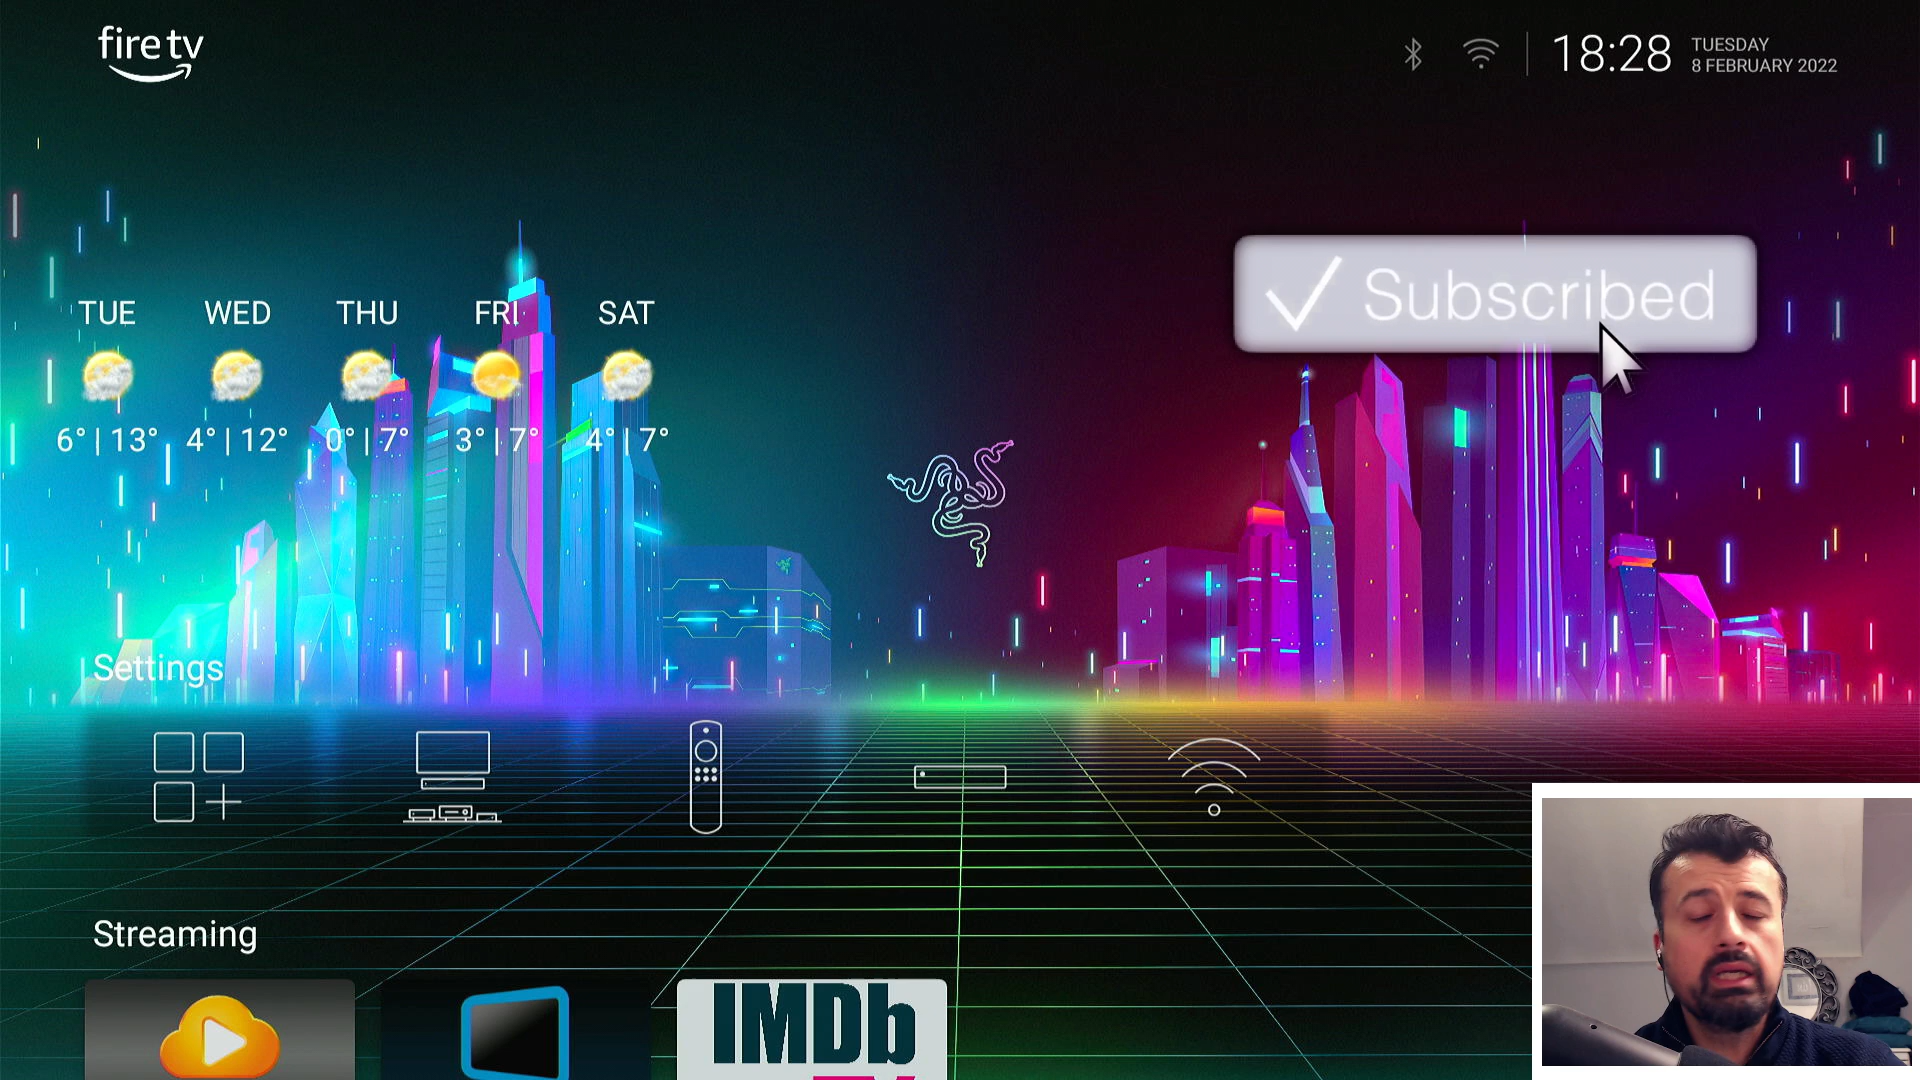 fire tv
18:28
TUESDAY
8 FEBRUARY 2022
Subscribed
TUE WED THU FRI SAT
6° | 13° 4° | 12° 0° | 7° 3° | 7° 4° | 7°
Settings
Streaming
IMDb